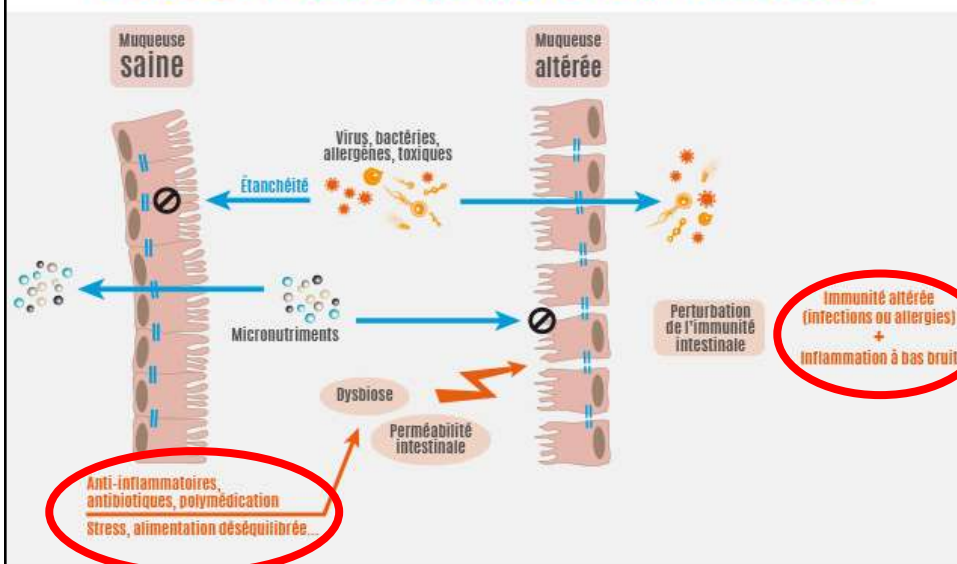 Muqueuse
saine
Muqueuse
altérée
Virus, bactéries,
allergènes, toxiques
Étanchéité
Micronutriments
Perturbation
de l'immunité
intestinale
Immunité altérée
(infections ou allergies)
+
Inflammation à bas bruit
Dysbiose
Perméabilité
intestinale
Anti-inflammatoires,
antibiotiques, polymédication
Stress, alimentation déséquilibrée,...